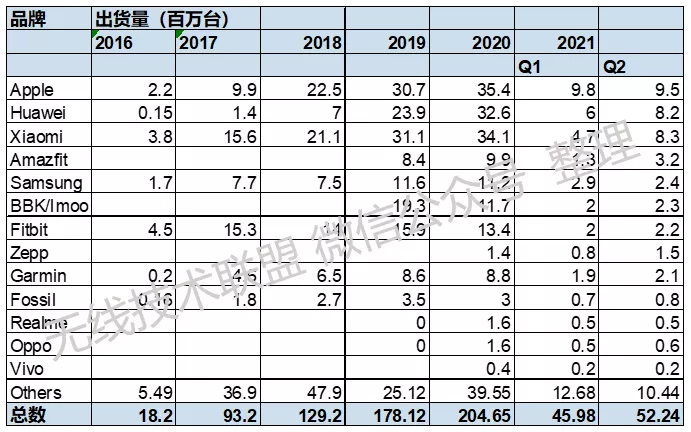 品牌 出货量（百万台）
2016 2017 2018 2019 2020 2021
Q1 Q2
Apple 2.2 9.9 22.5 30.7 35.4 9.8 9.5
Huawei 0.15 1.4 7 23.9 32.6 6 8.2
Xiaomi 3.8 15.6 21.1 31.1 34.1 4.7 8.3
Amazfit 8.4 9.9 1.3 3.2
Samsung 1.7 7.7 7.5 11.6 11.2 2.9 2.4
BBK/Imoo 19.3 11.7 2 2.3
Fitbit 4.5 15.3 14 15.9 13.4 2 2.2
Zepp 1.4 0.8 1.5
Garmin 0.2 4.6 6.5 8.6 8.8 1.9 2.1
Fossil 0.16 1.8 2.7 3.5 3 0.7 0.8
Realme 0 1.6 0.5 0.5
Oppo 0 1.6 0.5 0.6
Vivo 0.4 0.2 0.2
Others 5.49 36.9 47.9 25.12 39.55 12.68 10.44
总数 18.2 93.2 129.2 178.12 204.65 45.98 52.24
无线技术联盟 微信公众号 整理